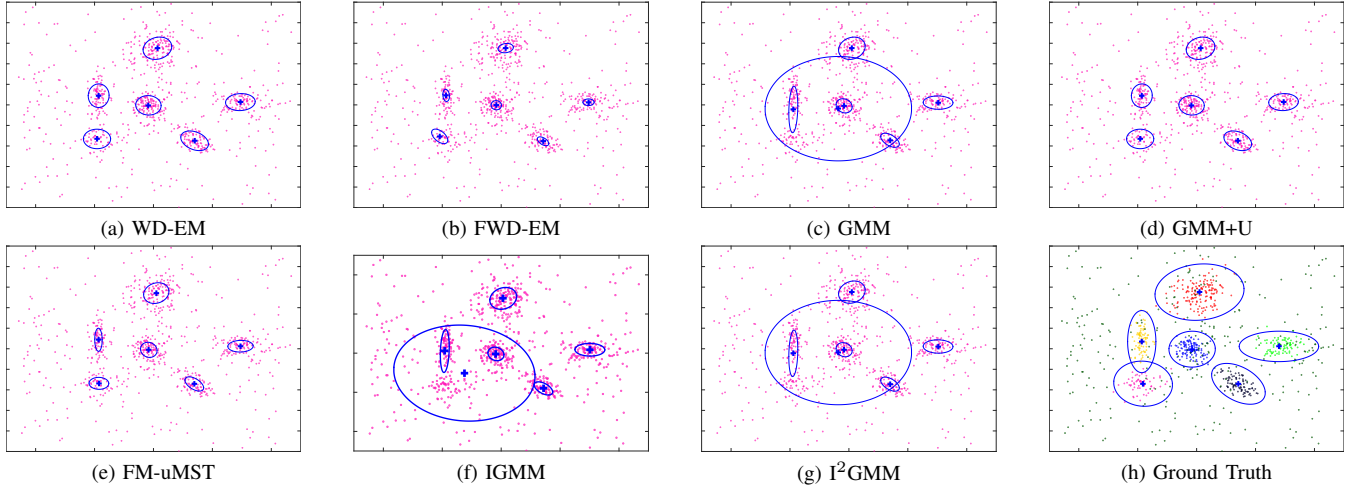 (a) WD-EM
(b) FWD-EM
(c) GMM
(d) GMM+U
(e) FM-uMST
(f) IGMM
(g) I²GMM
(h) Ground Truth